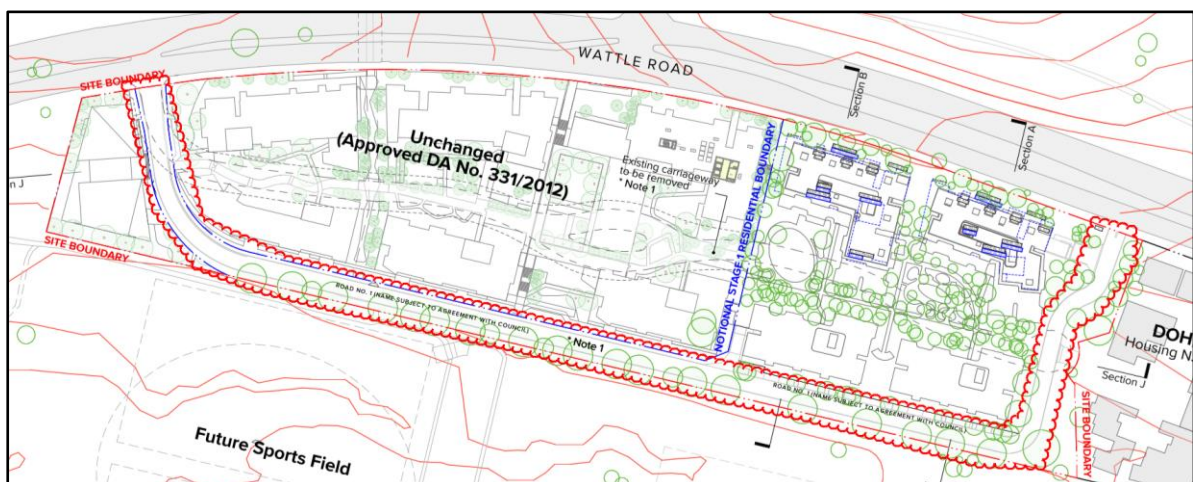 WATTLE ROAD
SITE BOUNDARY
Section B
Section A
Unchanged
(Approved DA No. 331/2012)
Existing carriageway
to be removed
* Note 1
NOTIONAL STAGE 1 RESIDENTIAL BOUNDARY
SITE BOUNDARY
ROAD NO. 1 (NAME SUBJECT TO AGREEMENT WITH COUNCIL)
* Note 1
ROAD NO. 1 (NAME SUBJECT TO AGREEMENT WITH COUNCIL)
DOH
Housing N.
Section J
SITE BOUNDARY
Future Sports Field